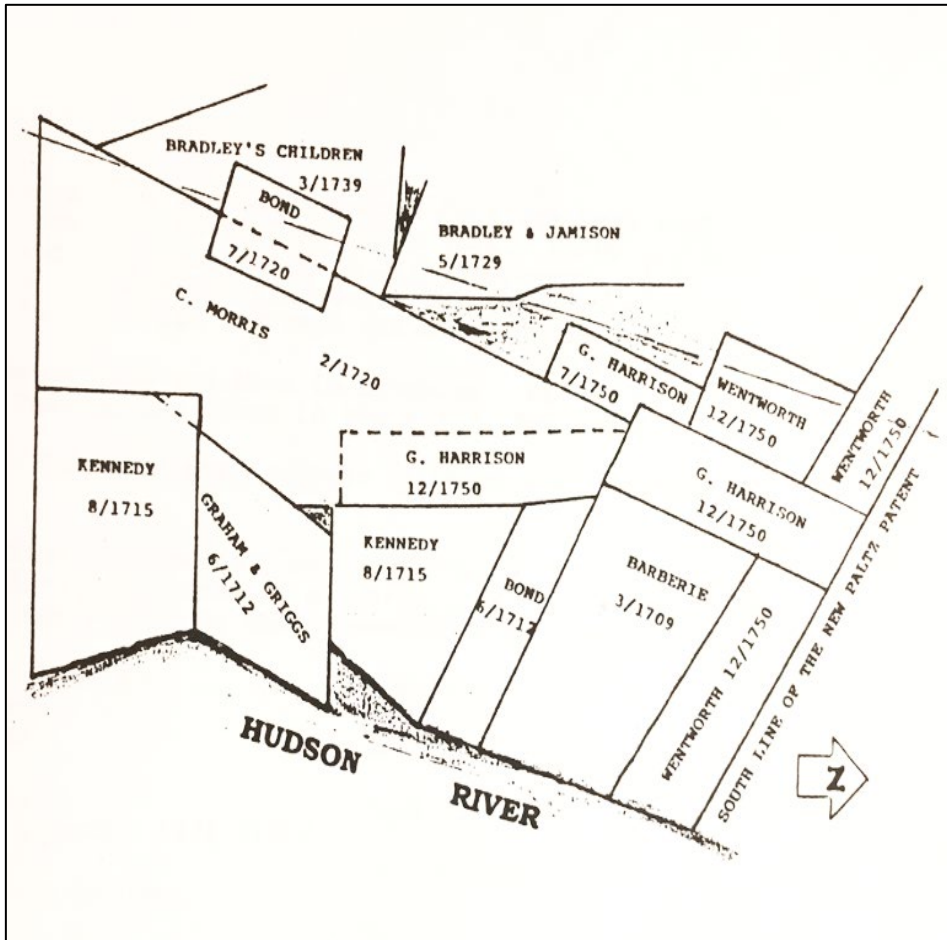 BRADLEY'S CHILDREN
3/1739
BOND
7/1720
BRADLEY & JAMISON
5/1729
C. MORRIS
2/1720
G. HARRISON
7/1750
WENTWORTH
12/1750
WENTWORTH
12/1750
KENNEDY
8/1715
G. HARRISON
12/1750
G. HARRISON
12/1750
GRAHAM & GRIGGS
6/1712
KENNEDY
8/1715
BOND
6/1712
BARBERIE
3/1709
WENTWORTH 12/1750
SOUTH LINE OF THE NEW PALTZ PATENT
HUDSON
RIVER
N